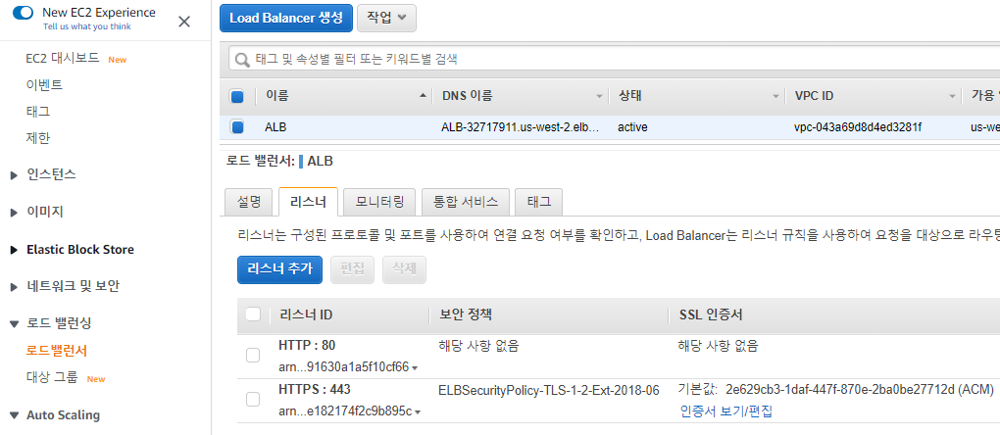 New EC2 Experience
Tell us what you think
EC2 대시보드 New
이벤트
태그
제한
인스턴스
이미지
Elastic Block Store
네트워크 및 보안
로드 밸런싱
로드밸런서
대상 그룹 New
Auto Scaling
Load Balancer 생성 작업
태그 및 속성별 필터 또는 키워드별 검색
이름 DNS 이름 상태 VPC ID 가용
ALB ALB-32717911.us-west-2.elb... active vpc-043a69d8d4ed3281f us-we
로드 밸런서: ALB
설명 리스너 모니터링 통합 서비스 태그
리스너는 구성된 프로토콜 및 포트를 사용하여 연결 요청 여부를 확인하고, Load Balancer는 리스너 규칙을 사용하여 요청을 대상으로 라우팅
리스너 추가 편집 삭제
리스너 ID 보안 정책 SSL 인증서
HTTP : 80 해당 사항 없음 해당 사항 없음
arn...91630a1a5f10cf66
HTTPS : 443 ELBSecurityPolicy-TLS-1-2-Ext-2018-06 기본값: 2e629cb3-1daf-447f-870e-2ba0be27712d (ACM)
arn...e182174f2c9b895c 인증서 보기/편집